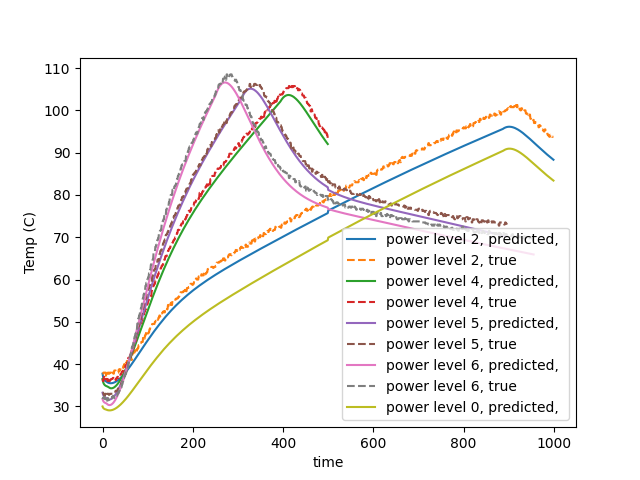 110
100
90
80
70
60
50
40
30
Temp (C)
0
200
400
600
800
1000
time
power level 2, predicted,
power level 2, true
power level 4, predicted,
power level 4, true
power level 5, predicted,
power level 5, true
power level 6, predicted,
power level 6, true
power level 0, predicted,